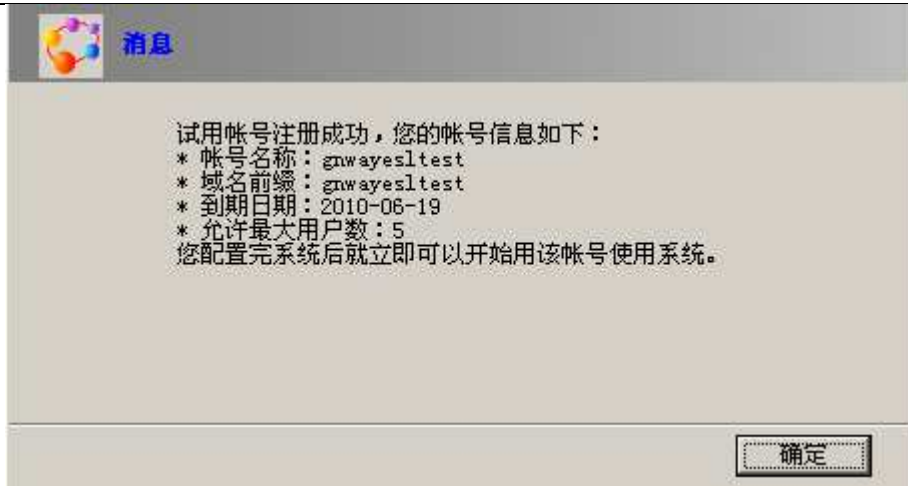 消息
试用帐号注册成功，您的帐号信息如下：
* 帐号名称：gnwayesltest
* 域名前缀：gnwayesltest
* 到期日期：2010-06-19
* 允许最大用户数：5
您配置完系统后就立即可以开始用该帐号使用系统。
确定